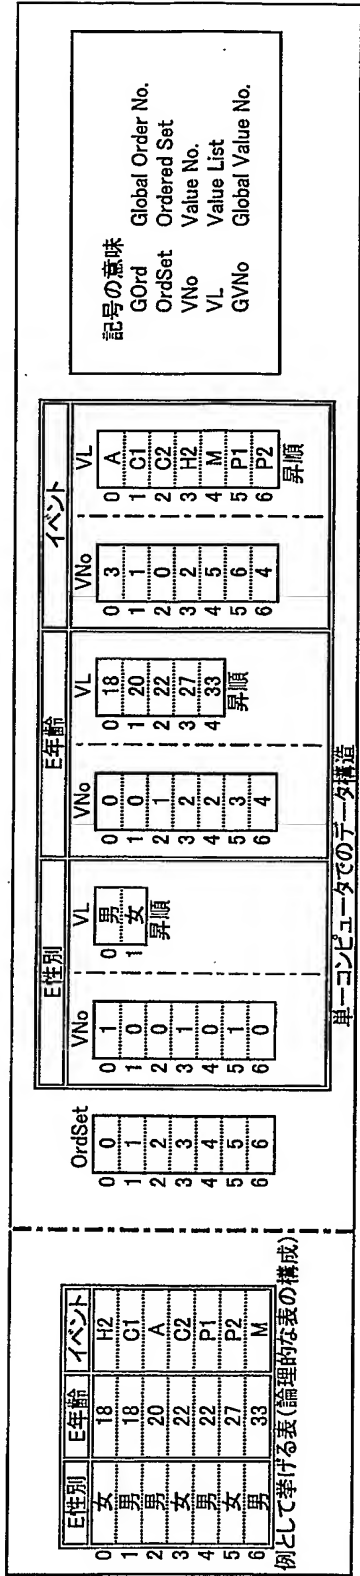 E性別 E年齢 イベント
0 女 18 H2
1 男 18 C1
2 男 20 A
3 女 22 C2
4 男 22 P1
5 女 27 P2
6 男 33 M
例として挙げる表(論理的な表の構成)
OrdSet
0 0
1 1
2 2
3 3
4 4
5 5
6 6
E性別
VNo
0 1
1 0
2 0
3 1
4 0
5 1
6 0
VL
0 男
1 女
昇順
E年齢
VNo
0 0
1 0
2 1
3 2
4 2
5 3
6 4
VL
0 18
1 20
2 22
3 27
4 33
昇順
イベント
VNo
0 3
1 1
2 0
3 2
4 5
5 6
6 4
VL
0 A
1 C1
2 C2
3 H2
4 M
5 P1
6 P2
昇順
単一コンピュータでのデータ構造
記号の意味
GOrd Global Order No.
OrdSet Ordered Set
VNo Value No.
VL Value List
GVNo Global Value No.